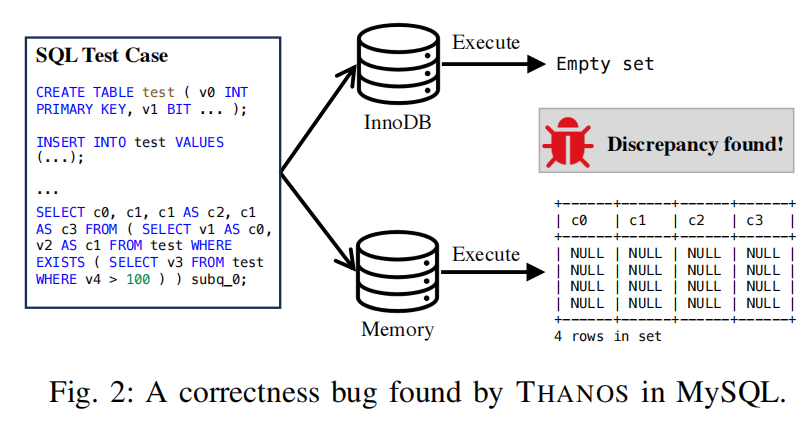 SQL Test Case
CREATE TABLE test ( v0 INT
PRIMARY KEY, v1 BIT ... );
INSERT INTO test VALUES
(...);
...
SELECT c0, c1, c1 AS c2, c1
AS c3 FROM ( SELECT v1 AS c0,
v2 AS c1 FROM test WHERE
EXISTS ( SELECT v3 FROM test
WHERE v4 > 100 ) ) subq_0;
InnoDB
Execute
Empty set
Discrepancy found!
Memory
Execute
+------+------+------+------+
| c0 | c1 | c2 | c3 |
+------+------+------+------+
| NULL | NULL | NULL | NULL |
| NULL | NULL | NULL | NULL |
| NULL | NULL | NULL | NULL |
| NULL | NULL | NULL | NULL |
+------+------+------+------+
4 rows in set
Fig. 2: A correctness bug found by THANOS in MySQL.